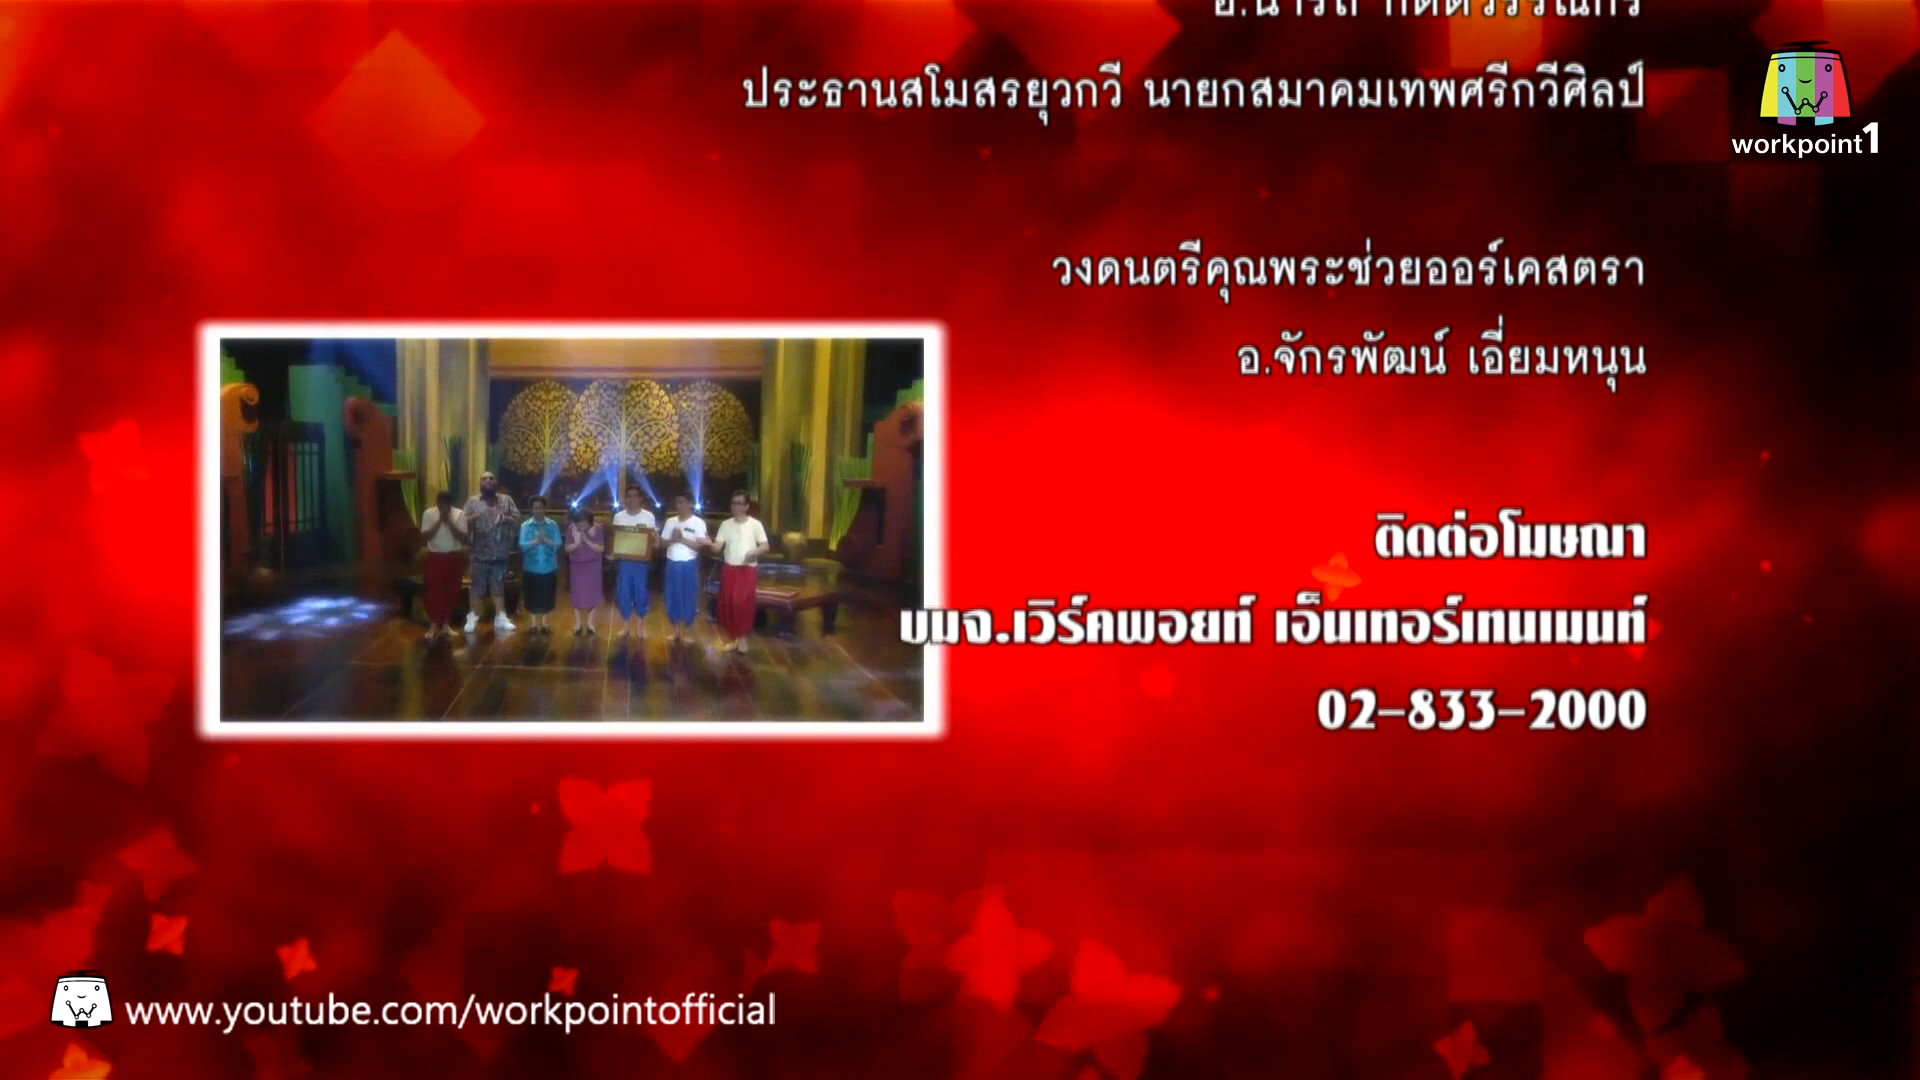 ประธานสโมสรยุวกวี นายกสมาคมเทพศรีกวีศิลป์
workpoint1
วงดนตรีคุณพระช่วยออร์เคสตรา
อ.จักรพัฒน์ เอี่ยมหนุน
ติดต่อโฆษณา
บมจ.เวิร์คพอยท์ เอ็นเทอร์เทนเมนท์
02-833-2000
www.youtube.com/workpointofficial